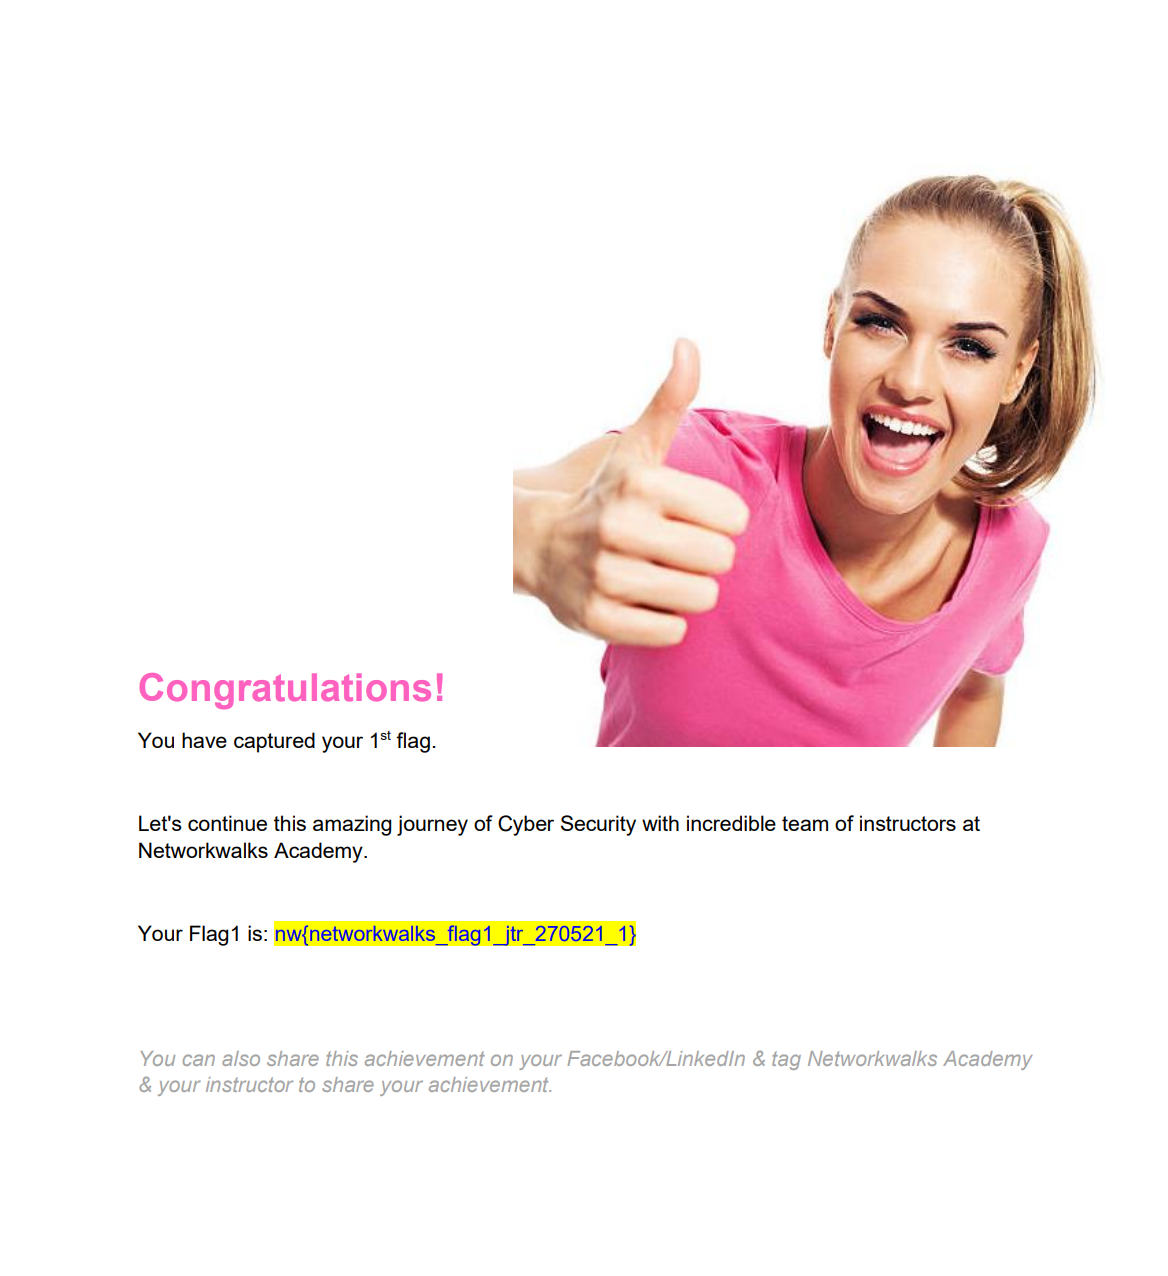 Congratulations!
You have captured your 1st flag.
Let's continue this amazing journey of Cyber Security with incredible team of instructors at
Networkwalks Academy.
Your Flag1 is: nw{networkwalks_flag1_jtr_270521_1}
You can also share this achievement on your Facebook/LinkedIn & tag Networkwalks Academy
& your instructor to share your achievement.